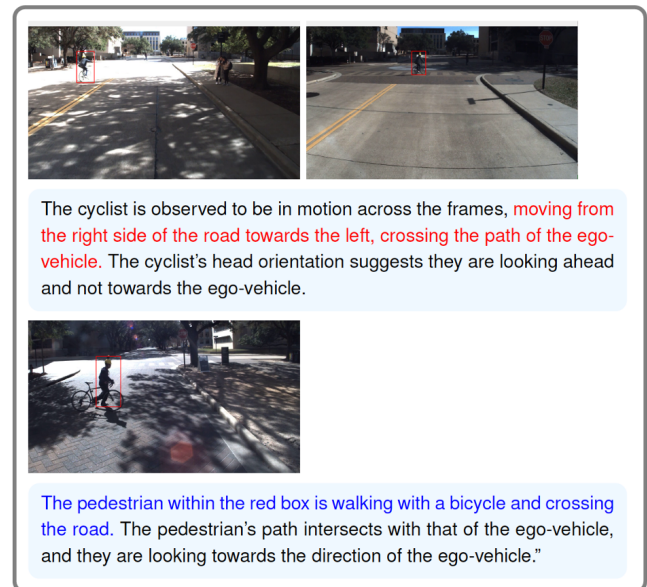 The cyclist is observed to be in motion across the frames, moving from
the right side of the road towards the left, crossing the path of the ego-
vehicle. The cyclist's head orientation suggests they are looking ahead
and not towards the ego-vehicle.
The pedestrian within the red box is walking with a bicycle and crossing
the road. The pedestrian's path intersects with that of the ego-vehicle,
and they are looking towards the direction of the ego-vehicle.”